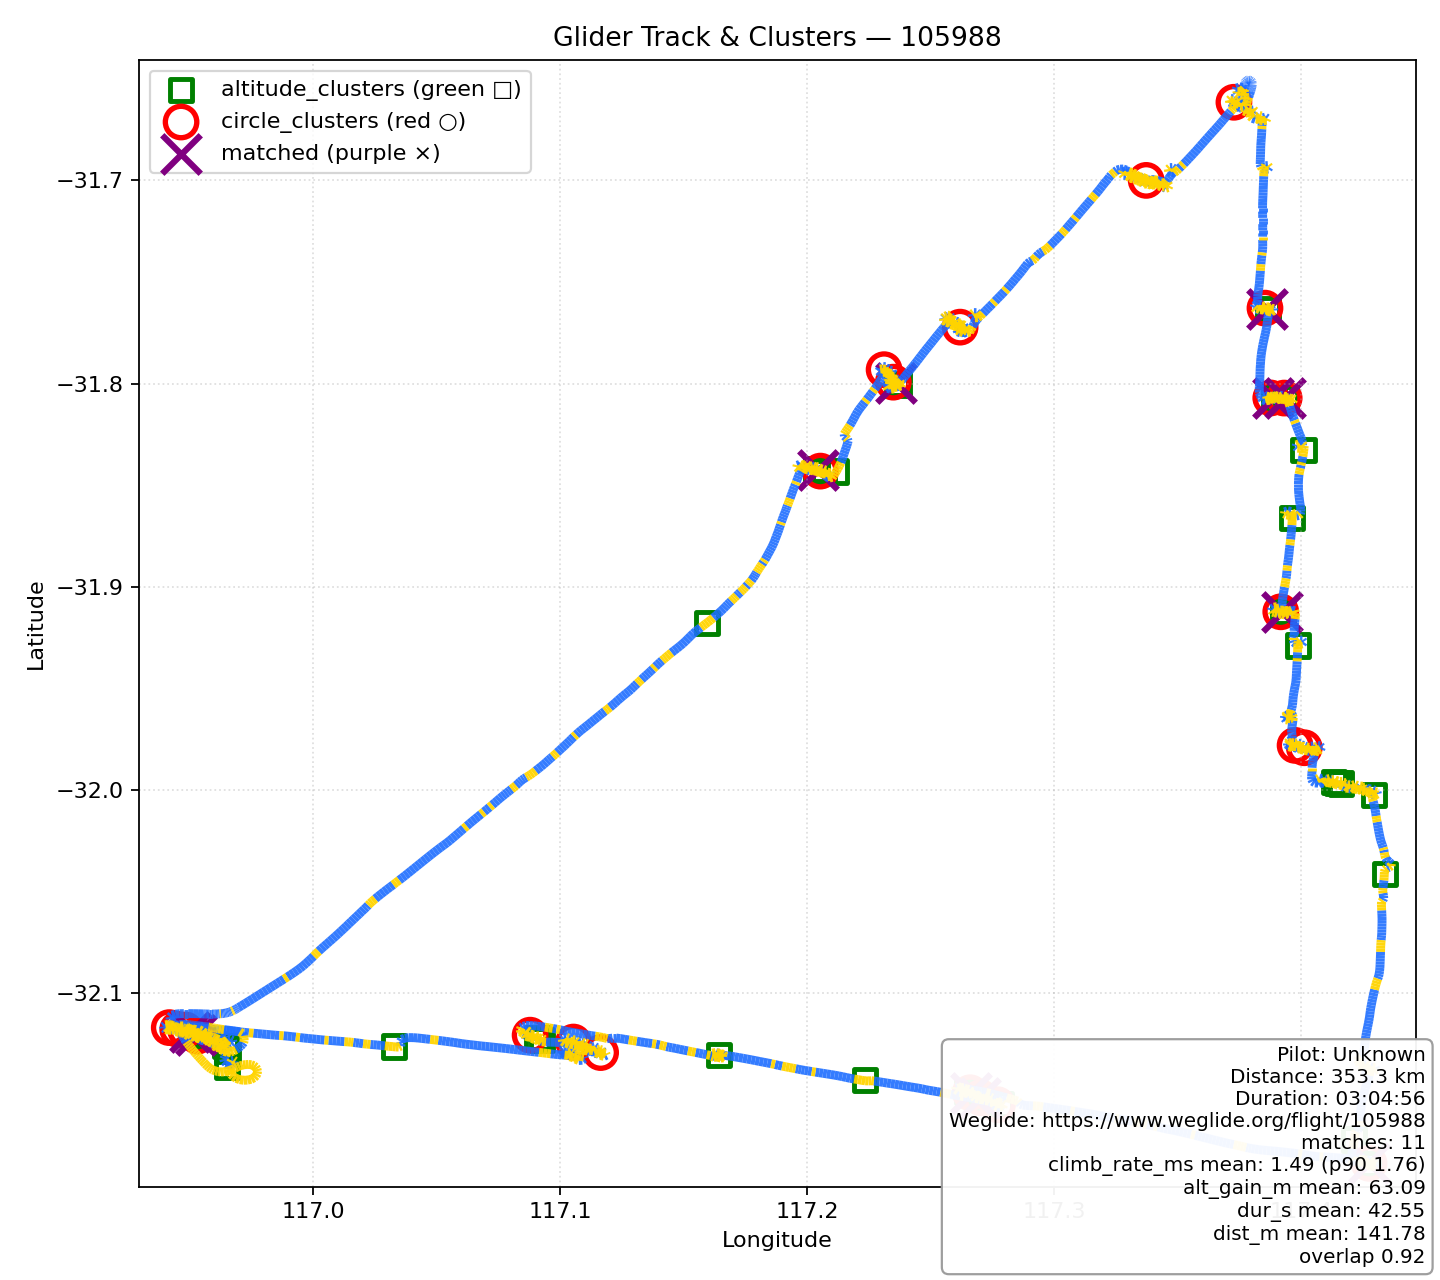 Glider Track & Clusters — 105988
altitude_clusters (green □)
circle_clusters (red ○)
matched (purple ×)
−31.7
−31.8
−31.9
−32.0
−32.1
Latitude
117.0
117.1
117.2
117.3
Longitude
Pilot: Unknown
Distance: 353.3 km
Duration: 03:04:56
Weglide: https://www.weglide.org/flight/105988
matches: 11
climb_rate_ms mean: 1.49 (p90 1.76)
alt_gain_m mean: 63.09
dur_s mean: 42.55
dist_m mean: 141.78
overlap 0.92